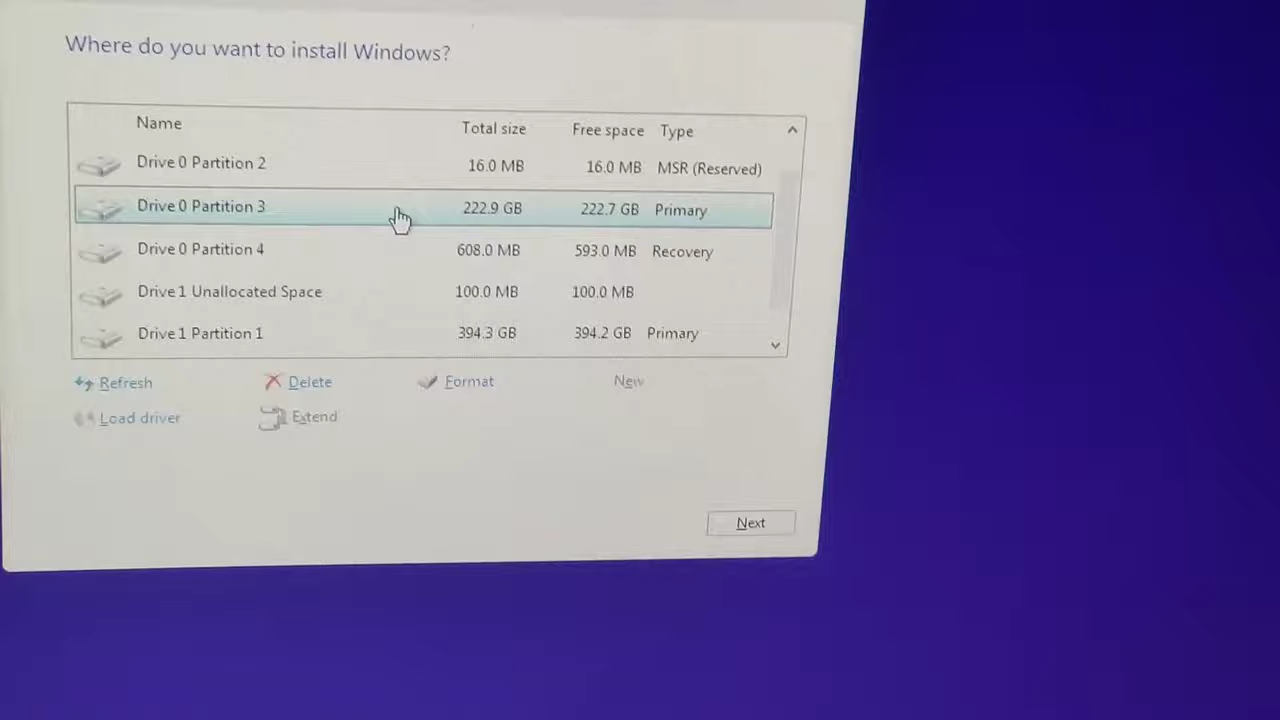 Where do you want to install Windows?
Name Total size Free space Type
Drive 0 Partition 2 16.0 MB 16.0 MB MSR (Reserved)
Drive 0 Partition 3 222.9 GB 222.7 GB Primary
Drive 0 Partition 4 608.0 MB 593.0 MB Recovery
Drive 1 Unallocated Space 100.0 MB 100.0 MB
Drive 1 Partition 1 394.3 GB 394.2 GB Primary
Refresh Delete Format New
Load driver Extend
Next